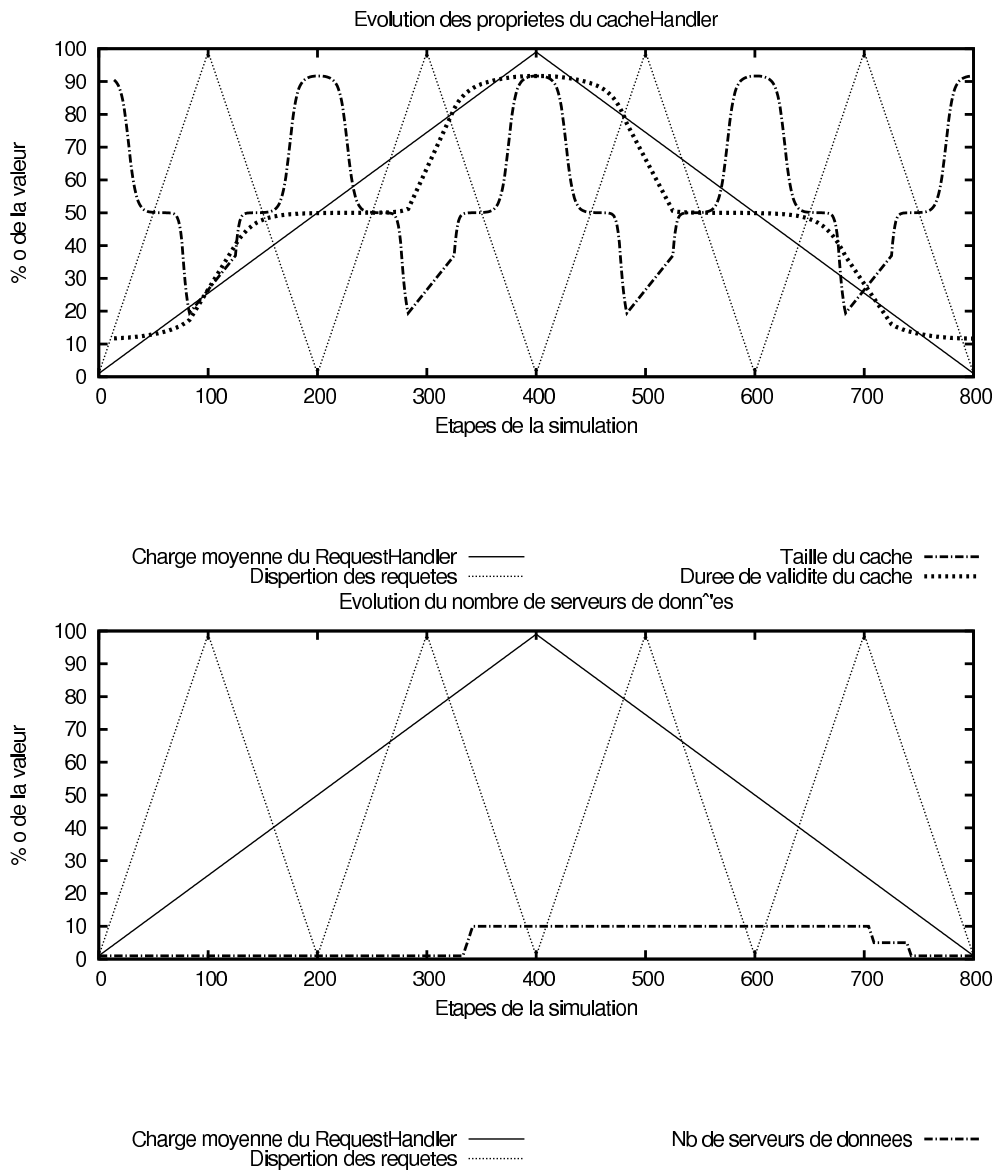 Evolution des proprietes du cacheHandler
100
90
80
70
60
50
40
30
20
10
0
% o de la valeur
0 100 200 300 400 500 600 700 800
Etapes de la simulation
Charge moyenne du RequestHandler
Dispertion des requetes
Taille du cache
Duree de validite du cache
Evolution du nombre de serveurs de donn^'es
100
90
80
70
60
50
40
30
20
10
0
% o de la valeur
0 100 200 300 400 500 600 700 800
Etapes de la simulation
Charge moyenne du RequestHandler
Dispertion des requetes
Nb de serveurs de donnees